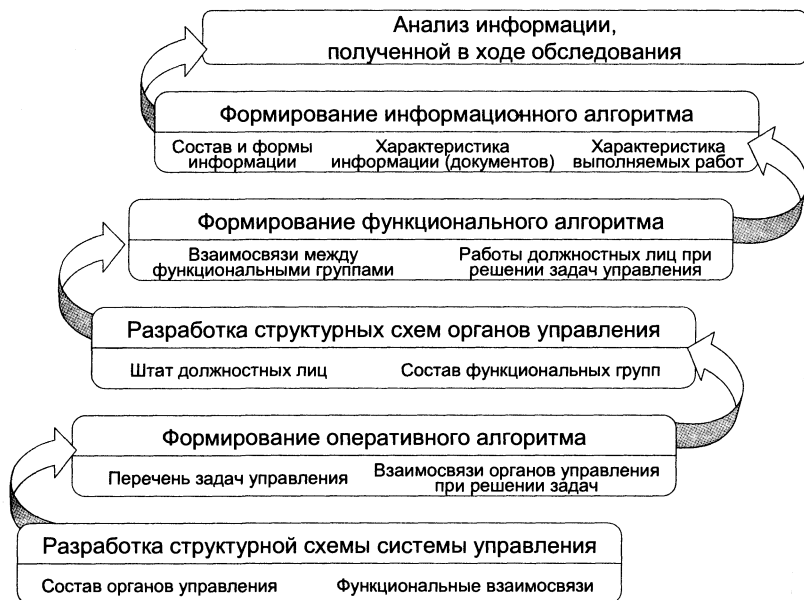 Анализ информации,
полученной в ходе обследования
Формирование информационного алгоритма
Состав и формы
информации
Характеристика
информации (документов)
Характеристика
выполняемых работ
Формирование функционального алгоритма
Взаимосвязи между
функциональными группами
Работы должностных лиц при
решении задач управления
Разработка структурных схем органов управления
Штат должностных лиц
Состав функциональных групп
Формирование оперативного алгоритма
Перечень задач управления
Взаимосвязи органов управления
при решении задач
Разработка структурной схемы системы управления
Состав органов управления
Функциональные взаимосвязи